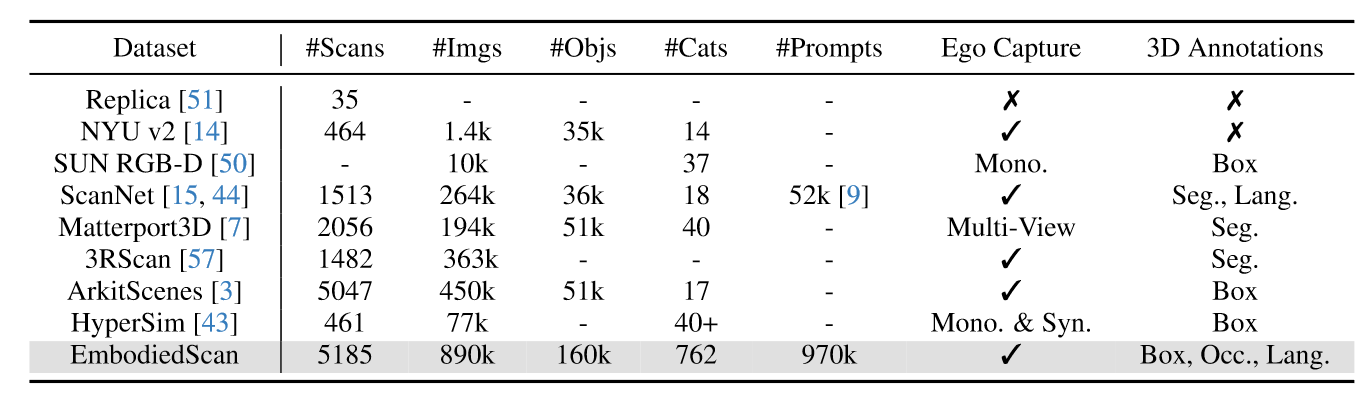 Dataset #Scans #Imgs #Objs #Cats #Prompts Ego Capture 3D Annotations
Replica [51] 35 - - - - ✗ ✗
NYU v2 [14] 464 1.4k 35k 14 - ✓ ✗
SUN RGB-D [50] - 10k - 37 - Mono. Box
ScanNet [15, 44] 1513 264k 36k 18 52k [9] ✓ Seg., Lang.
Matterport3D [7] 2056 194k 51k 40 - Multi-View Seg.
3RScan [57] 1482 363k - - - ✓ Seg.
ArkitScenes [3] 5047 450k 51k 17 - ✓ Box
HyperSim [43] 461 77k - 40+ - Mono. & Syn. Box
EmbodiedScan 5185 890k 160k 762 970k ✓ Box, Occ., Lang.